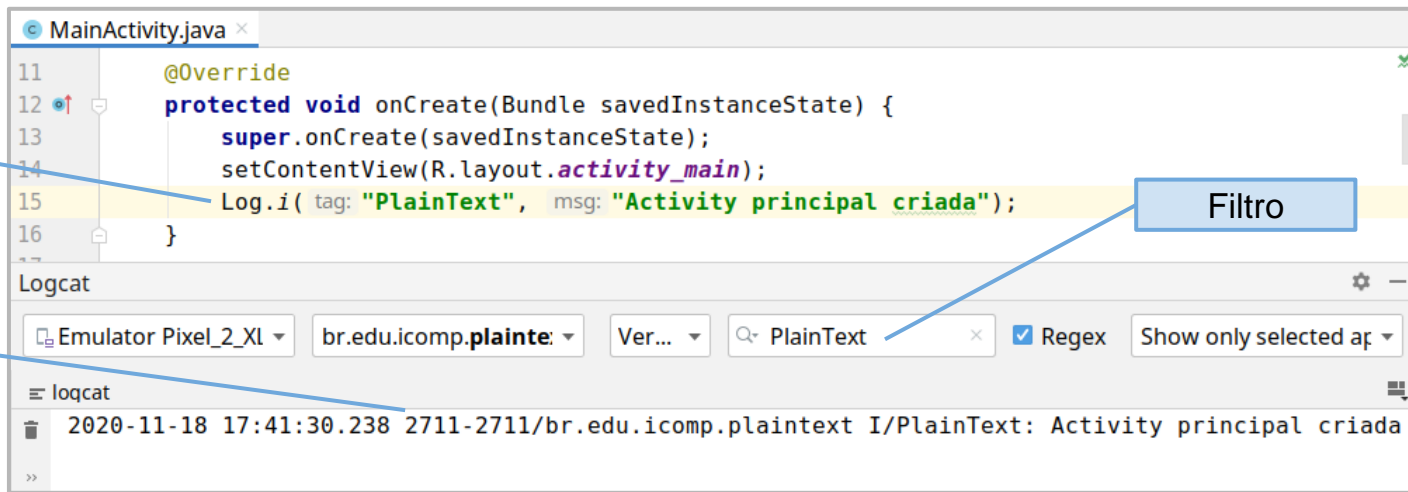 MainActivity.java
11 @Override
12 protected void onCreate(Bundle savedInstanceState) {
13 super.onCreate(savedInstanceState);
14 setContentView(R.layout.activity_main);
15 Log.i( tag: "PlainText", msg: "Activity principal criada");
16 }
17
Filtro
Logcat
Emulator Pixel_2_XL br.edu.icomp.plainte Ver... PlainText Regex Show only selected ap
logcat
2020-11-18 17:41:30.238 2711-2711/br.edu.icomp.plaintext I/PlainText: Activity principal criada